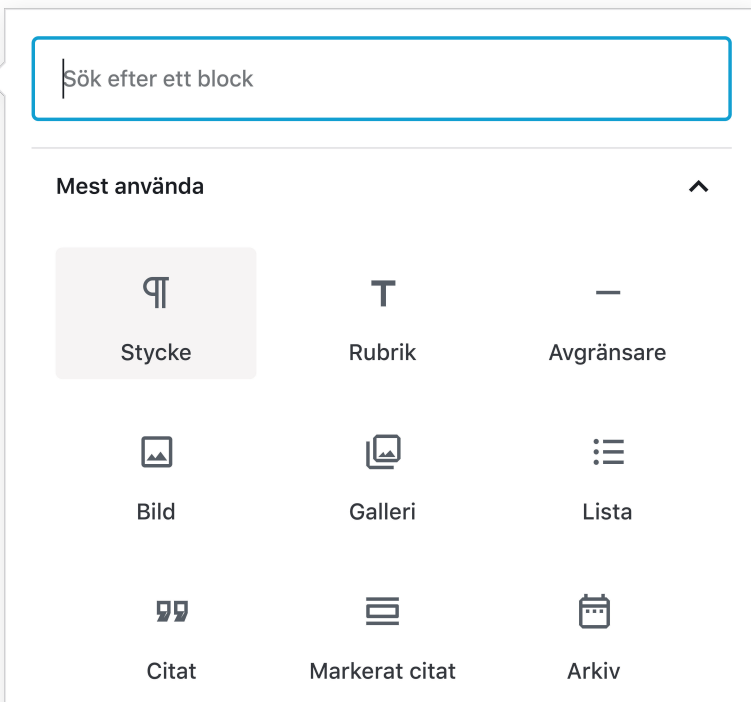 Sök efter ett block
Mest använda
Stycke
Rubrik
Avgränsare
Bild
Galleri
Lista
Citat
Markerat citat
Arkiv